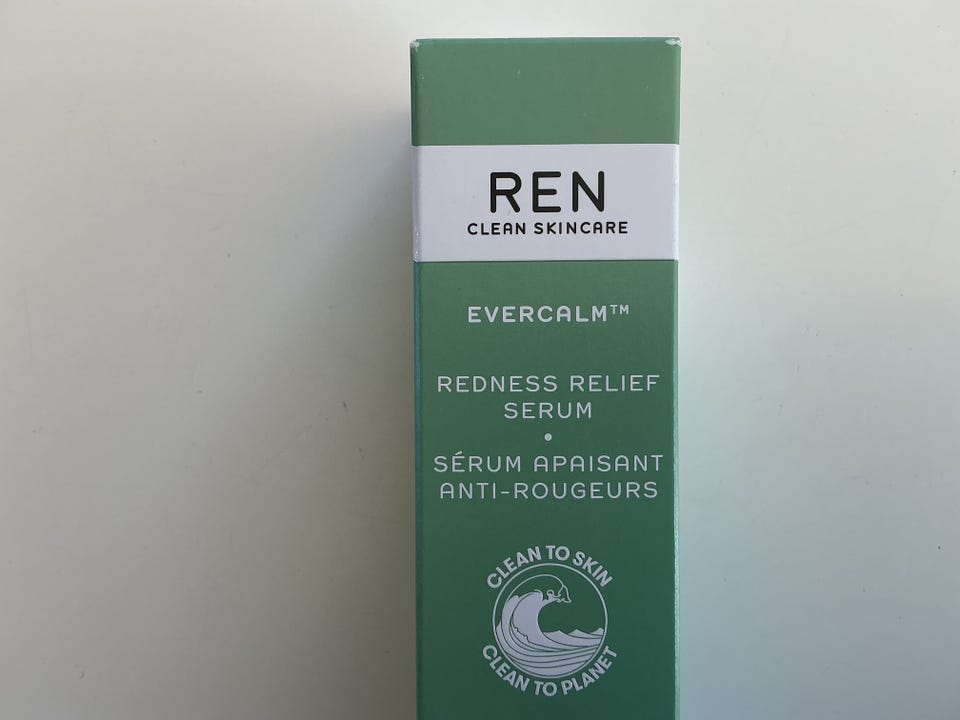 REN
CLEAN SKINCARE
EVERCALM™
REDNESS RELIEF
SERUM
•
SÉRUM APAISANT
ANTI-ROUGEURS
CLEAN TO SKIN
CLEAN TO PLANET